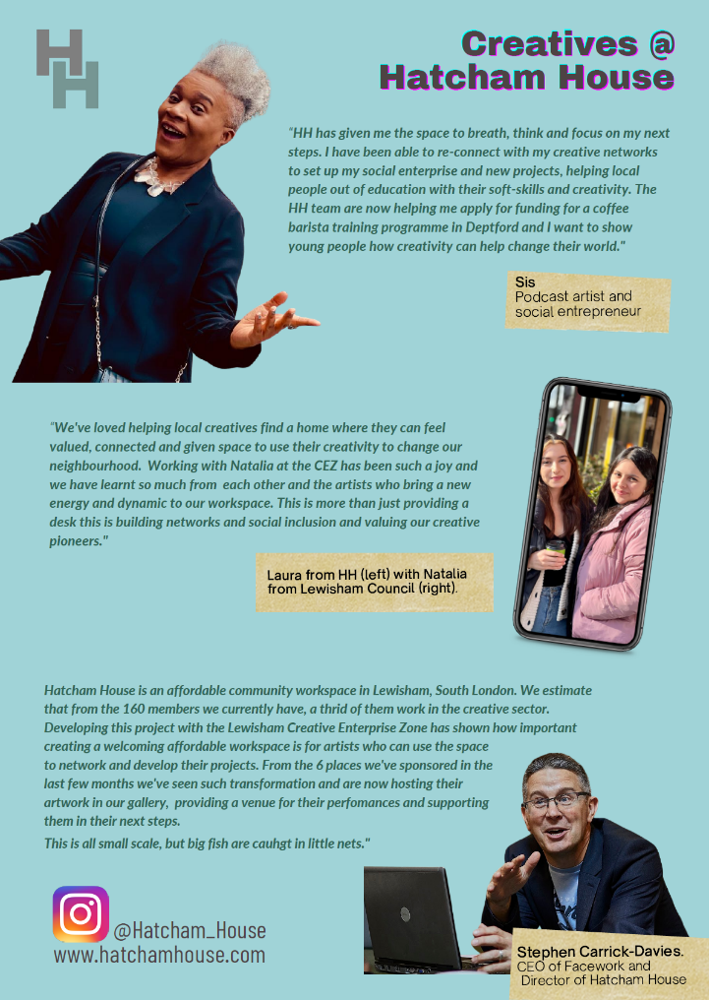 H
H
Creatives @
Hatcham House
"HH has given me the space to breath, think and focus on my next
steps. I have been able to re-connect with my creative networks
to set up my social enterprise and new projects, helping local
people out of education with their soft-skills and creativity. The
HH team are now helping me apply for funding for a coffee
barista training programme in Deptford and I want to show
young people how creativity can help change their world."
Sis
Podcast artist and
social entrepreneur
"We've loved helping local creatives find a home where they can feel
valued, connected and given space to use their creativity to change our
neighbourhood. Working with Natalia at the CEZ has been such a joy and
we have learnt so much from each other and the artists who bring a new
energy and dynamic to our workspace. This is more than just providing a
desk this is building networks and social inclusion and valuing our creative
pioneers."
Laura from HH (left) with Natalia
from Lewisham Council (right).
Hatcham House is an affordable community workspace in Lewisham, South London. We estimate
that from the 160 members we currently have, a thrid of them work in the creative sector.
Developing this project with the Lewisham Creative Enterprise Zone has shown how important
creating a welcoming affordable workspace is for artists who can use the space
to network and develop their projects. From the 6 places we've sponsored in the
last few months we've seen such transformation and are now hosting their
artwork in our gallery, providing a venue for their perfomances and supporting
them in their next steps.
This is all small scale, but big fish are cauhgt in little nets."
@Hatcham_House
www.hatchamhouse.com
Stephen Carrick-Davies.
CEO of Facework and
Director of Hatcham House